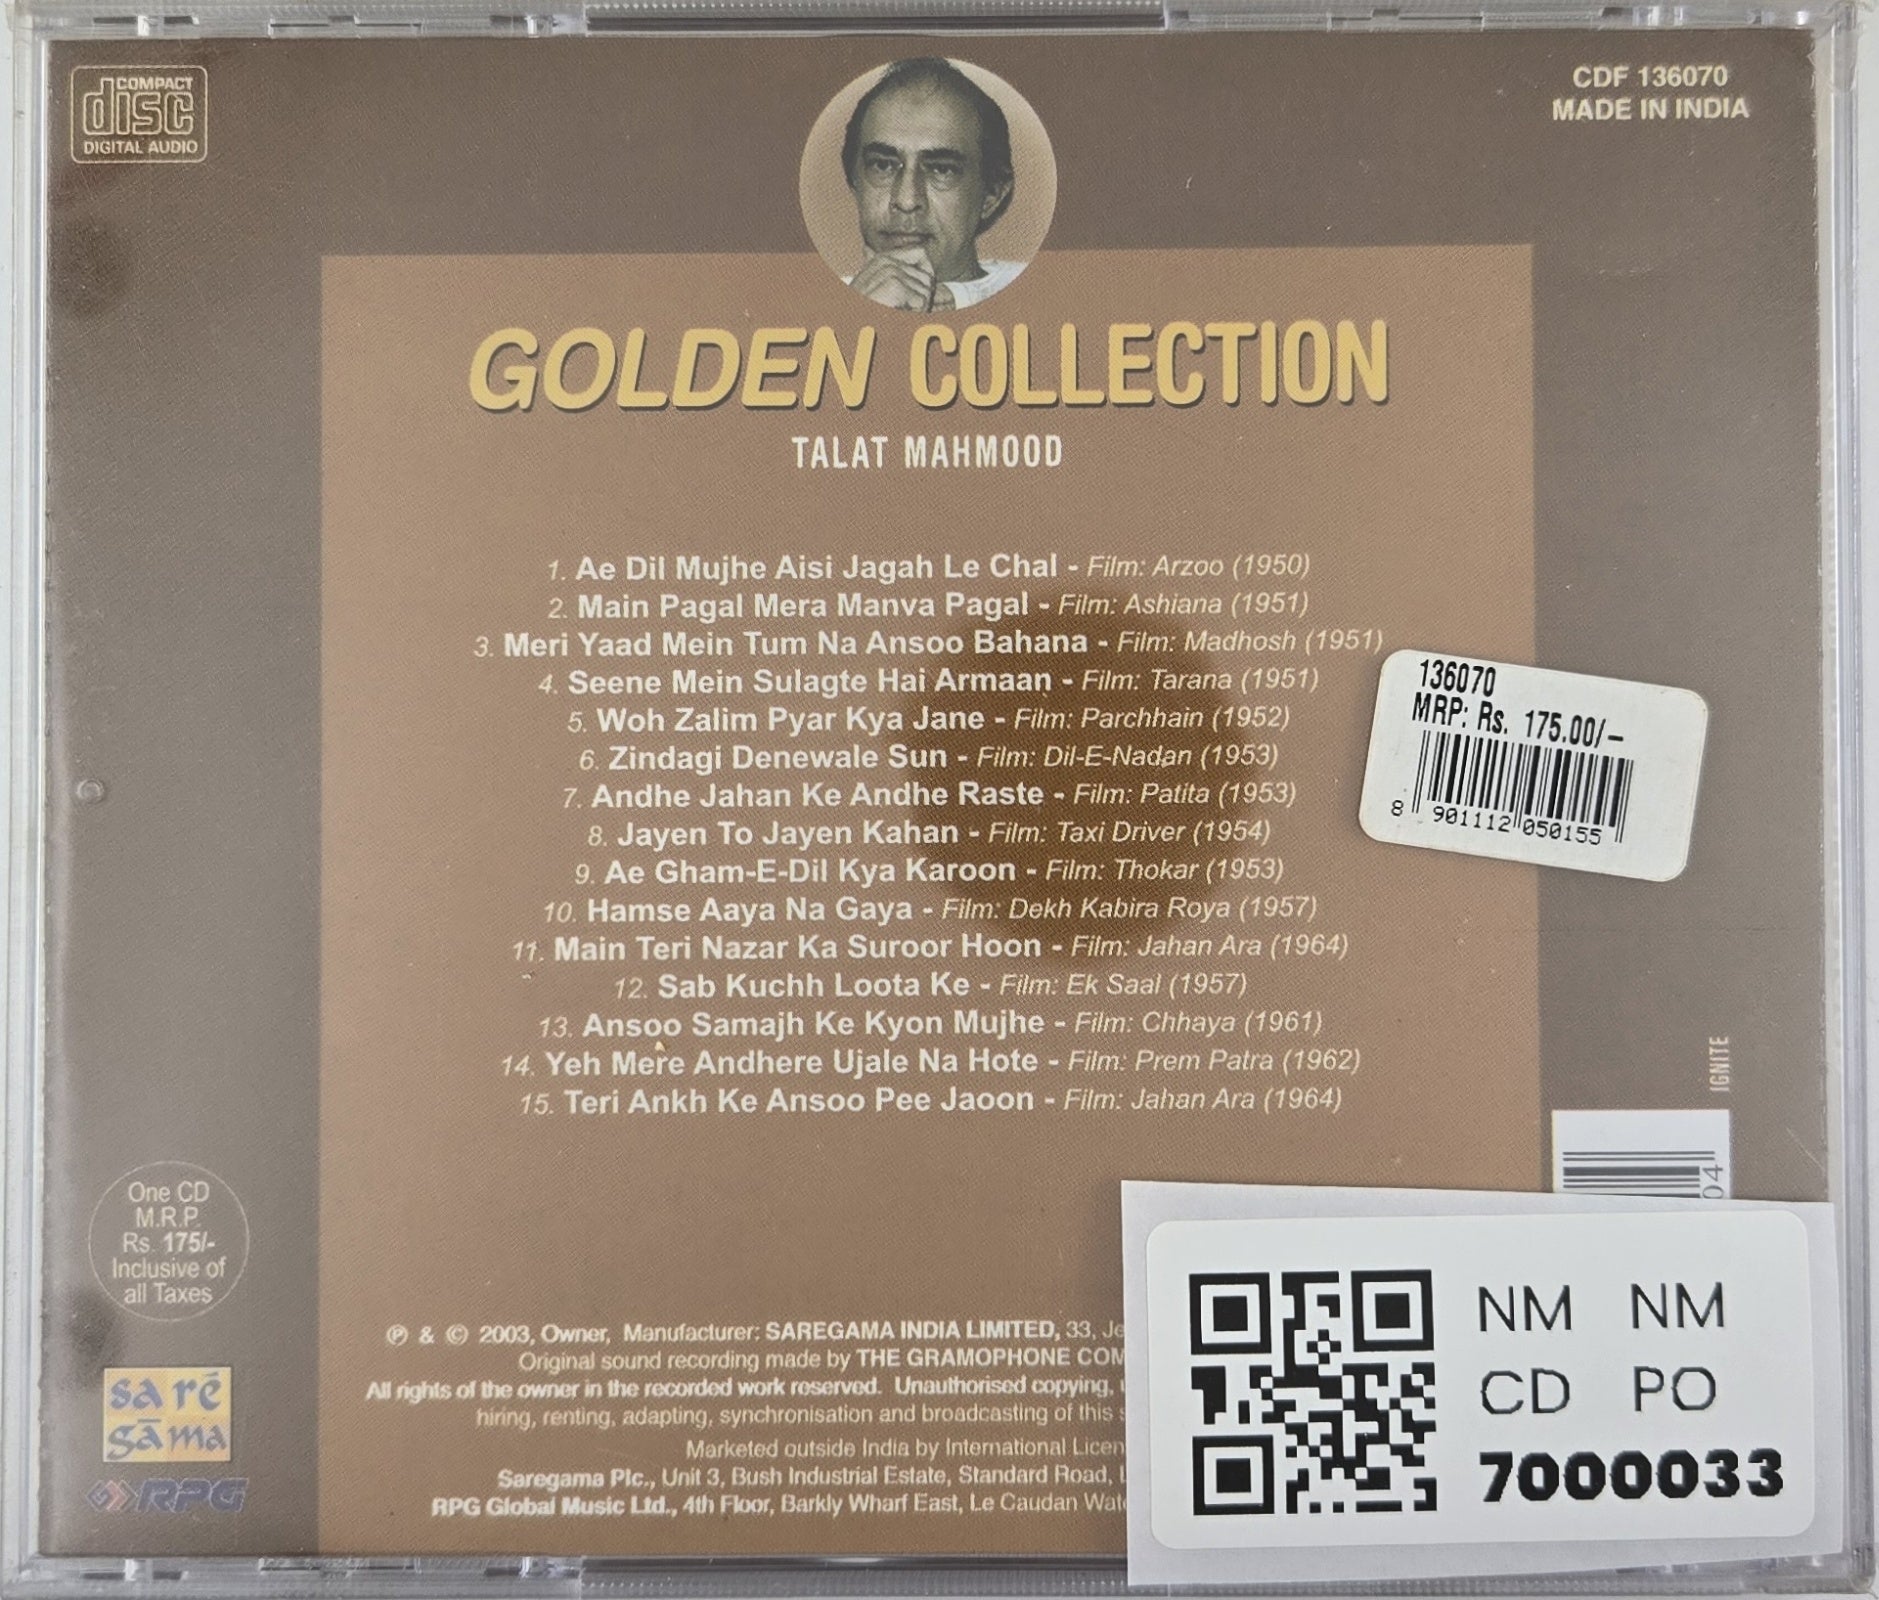 COMPACT
disc
DIGITAL AUDIO
CDF 136070
MADE IN INDIA
GOLDEN COLLECTION
TALAT MAHMOOD
1. Ae Dil Mujhe Aisi Jagah Le Chal - Film: Arzoo (1950)
2. Main Pagal Mera Manva Pagal - Film: Ashiana (1951)
3. Meri Yaad Mein Tum Na Ansoo Bahana - Film: Madhosh (1951)
4. Seene Mein Sulagte Hai Armaan - Film: Tarana (1951)
5. Woh Zalim Pyar Kya Jane - Film: Parchhain (1952)
6. Zindagi Denewale Sun - Film: Dil-E-Nadan (1953)
7. Andhe Jahan Ke Andhe Raste - Film: Patita (1953)
8. Jayen To Jayen Kahan - Film: Taxi Driver (1954)
9. Ae Gham-E-Dil Kya Karoon - Film: Thokar (1953)
10. Hamse Aaya Na Gaya - Film: Dekh Kabira Roya (1957)
11. Main Teri Nazar Ka Suroor Hoon - Film: Jahan Ara (1964)
12. Sab Kuchh Loota Ke - Film: Ek Saal (1957)
13. Ansoo Samajh Ke Kyon Mujhe - Film: Chhaya (1961)
14. Yeh Mere Andhere Ujale Na Hote - Film: Prem Patra (1962)
15. Teri Ankh Ke Ansoo Pee Jaoon - Film: Jahan Ara (1964)
136070
MRP: Rs. 175.00/-
8 901112 050155
IGNITE
04
One CD
M.R.P.
Rs. 175/-
Inclusive of
all Taxes
sa ré
gā ma
RPG
℗ & © 2003, Owner, Manufacturer: SAREGAMA INDIA LIMITED, 33,
Original sound recording made by THE GRAMOPHONE
All rights of the owner in the recorded work reserved. Unauthorised copying,
hiring, renting, adapting, synchronisation and broadcasting of this
Marketed outside India by International
Saregama Plc., Unit 3, Bush Industrial Estate, Standard Road,
RPG Global Music Ltd., 4th Floor, Barkly Wharf East, Le Caudan
NM NM
CD PO
7000033